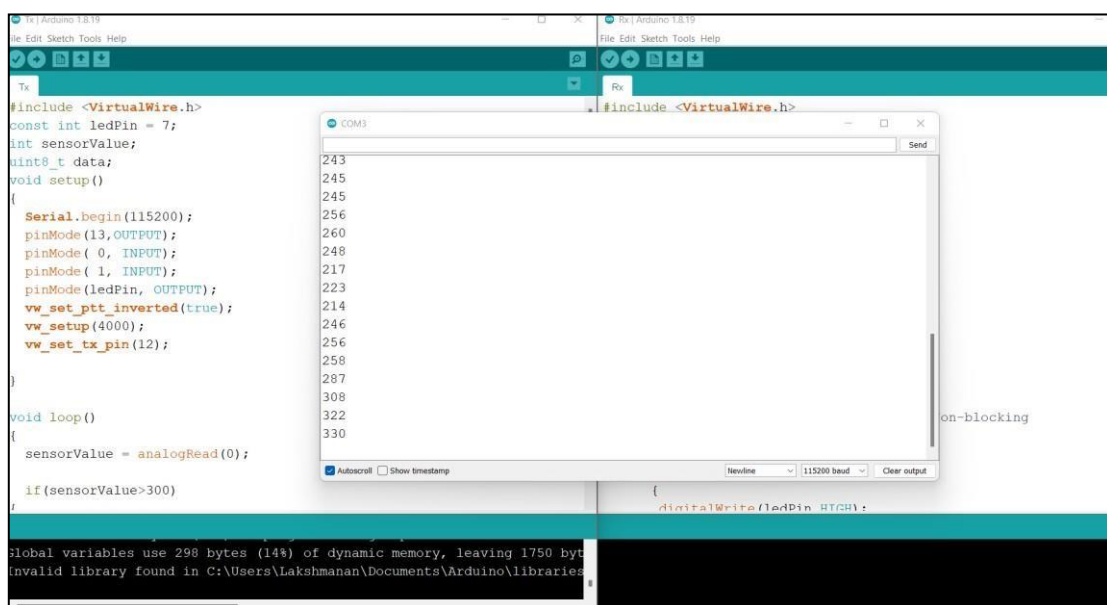 Tx | Arduino 1.8.19
ile Edit Sketch Tools Help
Tx
#include <VirtualWire.h>
const int ledPin = 7;
int sensorValue;
uint8_t data;
void setup()
{
Serial.begin(115200);
pinMode(13,OUTPUT);
pinMode( 0, INPUT);
pinMode( 1, INPUT);
pinMode(ledPin, OUTPUT);
vw_set_ptt_inverted(true);
vw_setup(4000);
vw_set_tx_pin(12);
}
void loop()
{
sensorValue = analogRead(0);
if(sensorValue>300)
Global variables use 298 bytes (14%) of dynamic memory, leaving 1750 byt
Invalid library found in C:\Users\Lakshmanan\Documents\Arduino\libraries
COM3
Send
243
245
245
256
260
248
217
223
214
246
256
258
287
308
322
330
Autoscroll Show timestamp
Newline 115200 baud Clear output
Rx | Arduino 1.8.19
File Edit Sketch Tools Help
Rx
#include <VirtualWire.h>
on-blocking
{
digitalWrite(ledPin,HIGH);